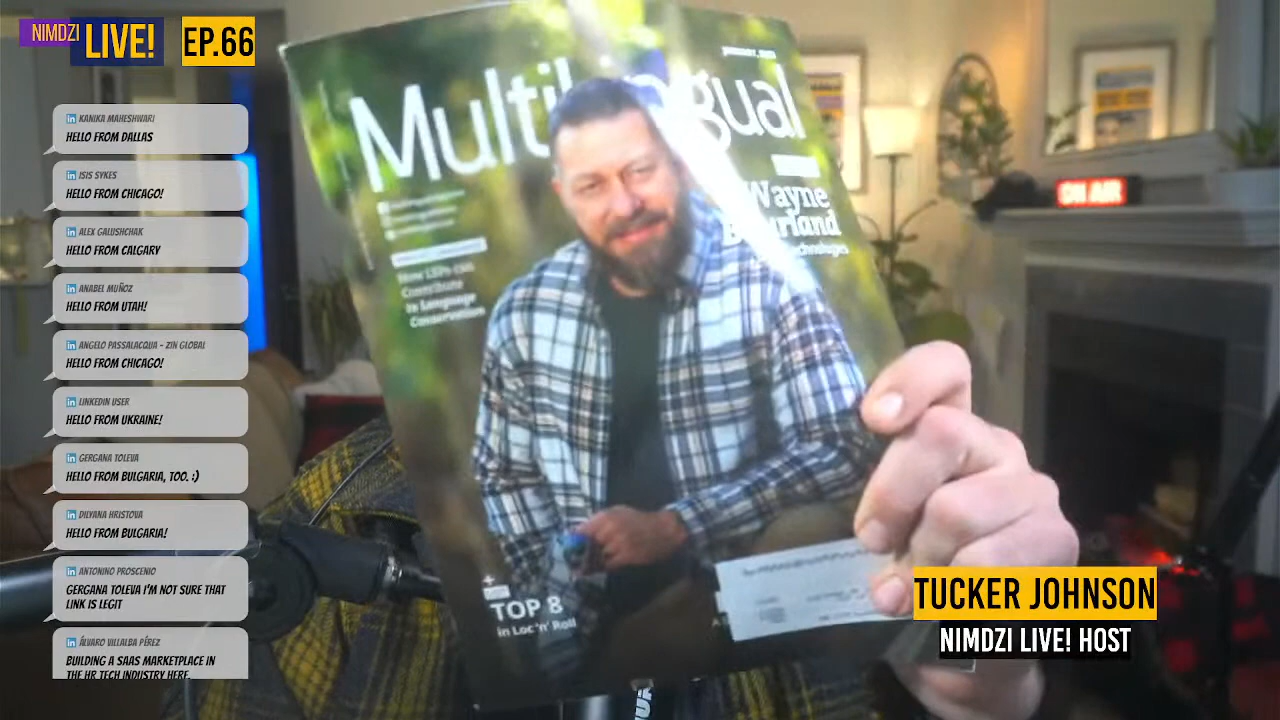 NIMDZI LIVE!
EP.66
KANIKA MAHESHWARI
HELLO FROM DALLAS
ISIS SYKES
HELLO FROM CHICAGO!
ALEX GALUSHCHAK
HELLO FROM CALGARY
ANABEL MUÑOZ
HELLO FROM UTAH!
ANGELO PASSALACQUA - ZIN GLOBAL
HELLO FROM CHICAGO!
LINKEDIN USER
HELLO FROM UKRAINE!
GERGANA TOLEVA
HELLO FROM BULGARIA, TOO. :)
DILYANA HRISTOVA
HELLO FROM BULGARIA!
ANTONINO PROSCENIO
GERGANA TOLEVA I'M NOT SURE THAT
LINK IS LEGIT
ÁLVARO VILLALBA PÉREZ
BUILDING A SAAS MARKETPLACE IN
THE HR TECH INDUSTRY HERE.
Multilingual
Wayne
How LSPs can
Contribute
to Language
Conservation
TOP 8
in Loc'n' Roll
ON AIR
TUCKER JOHNSON
NIMDZI LIVE! HOST